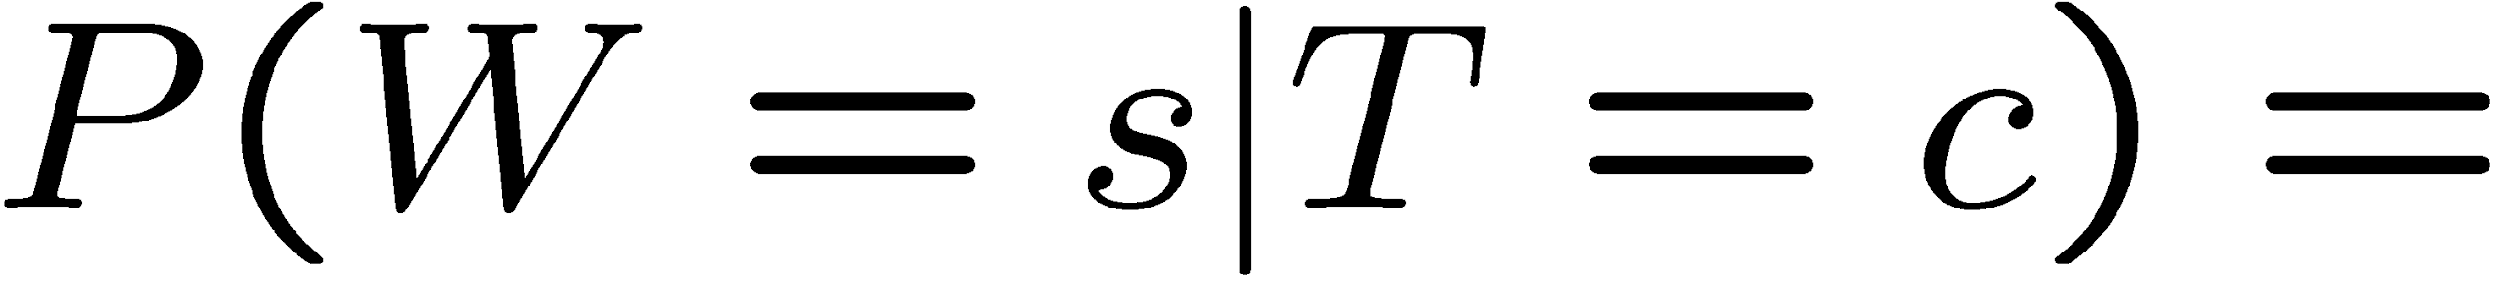 P(W = s|T = c) =